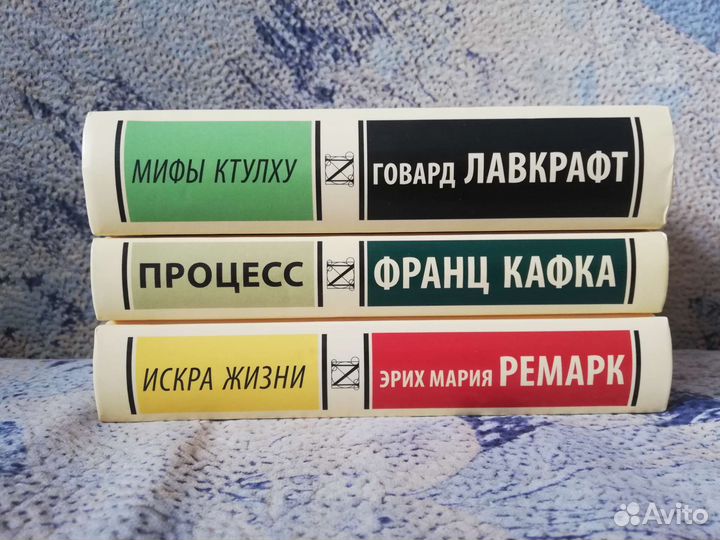 МИФЫ КТУЛХУ
ГОВАРД ЛАВКРАФТ
ПРОЦЕСС
ФРАНЦ КАФКА
ИСКРА ЖИЗНИ
ЭРИХ МАРИЯ РЕМАРК
Avito